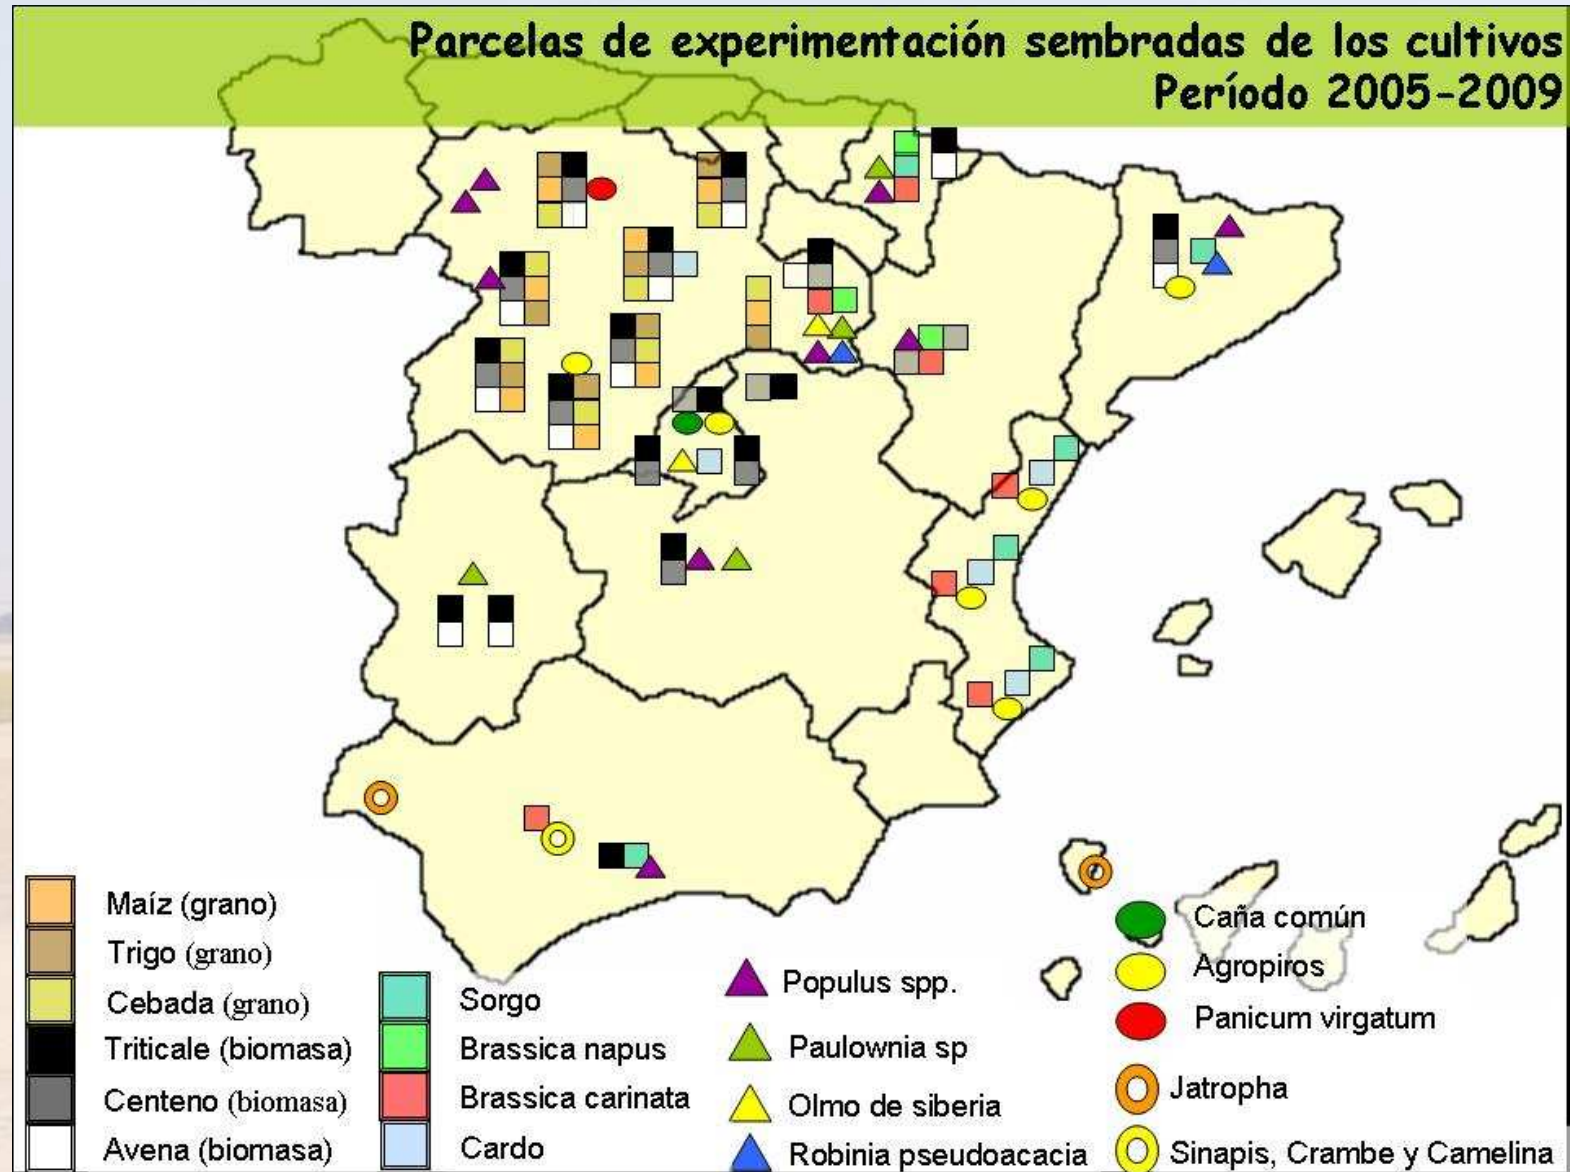 Parcelas de experimentación sembradas de los cultivos
Período 2005-2009
Maíz (grano)
Trigo (grano)
Cebada (grano)
Triticale (biomasa)
Centeno (biomasa)
Avena (biomasa)
Sorgo
Brassica napus
Brassica carinata
Cardo
Populus spp.
Paulownia sp
Olmo de siberia
Robinia pseudoacacia
Caña común
Agropiros
Panicum virgatum
Jatropha
Sinapis, Crambe y Camelina